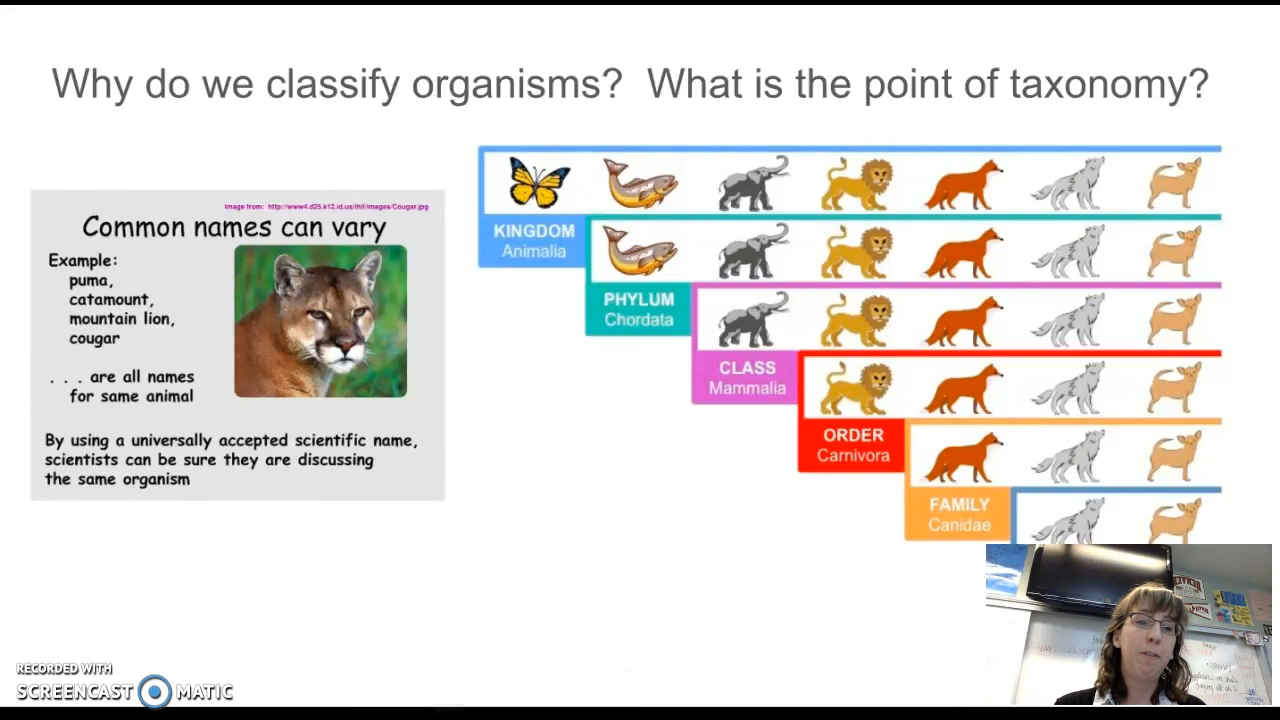 Why do we classify organisms? What is the point of taxonomy?
Image from: http://www4.d25.k12.id.us/ihil/images/Cougar.jpg
Common names can vary
Example:
puma,
catamount,
mountain lion,
cougar
. . . are all names
for same animal
By using a universally accepted scientific name,
scientists can be sure they are discussing
the same organism
KINGDOM
Animalia
PHYLUM
Chordata
CLASS
Mammalia
ORDER
Carnivora
FAMILY
Canidae
RECORDED WITH
SCREENCAST MATIC